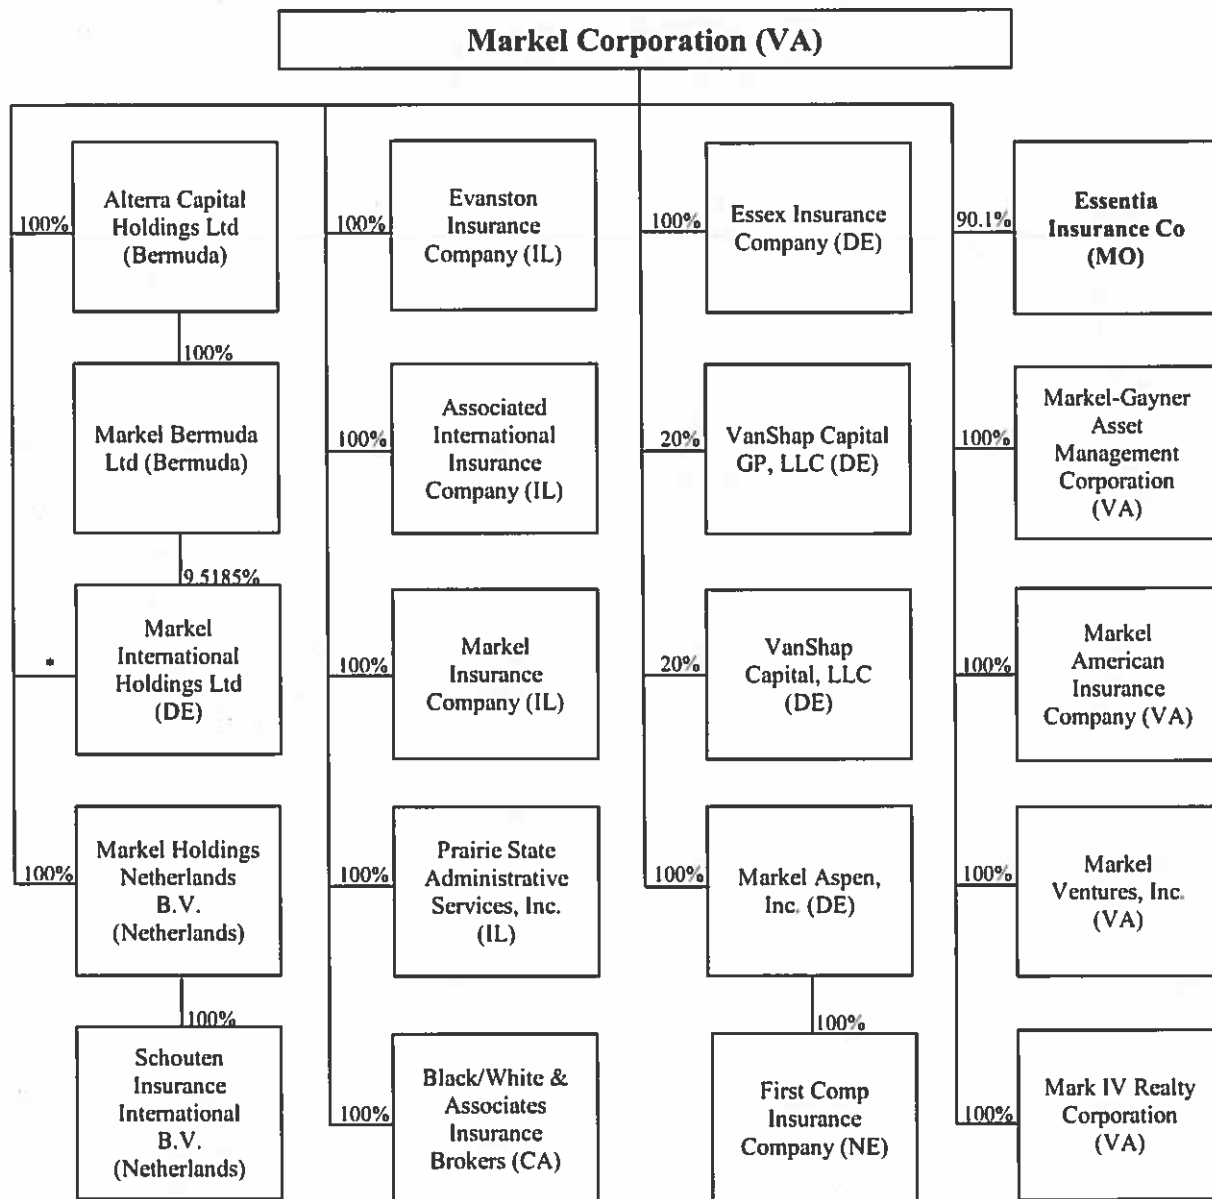 Markel Corporation (VA)
100%
Alterra Capital
Holdings Ltd
(Bermuda)
100%
Evanston
Insurance
Company (IL)
100%
Essex Insurance
Company (DE)
90.1%
Essentia
Insurance Co
(MO)
100%
Markel Bermuda
Ltd (Bermuda)
100%
Associated
International
Insurance
Company (IL)
20%
VanShap Capital
GP, LLC (DE)
100%
Markel-Gayner
Asset
Management
Corporation
(VA)
9.5185%
*
Markel
International
Holdings Ltd
(DE)
100%
Markel
Insurance
Company (IL)
20%
VanShap
Capital, LLC
(DE)
100%
Markel
American
Insurance
Company (VA)
100%
Markel Holdings
Netherlands
B.V.
(Netherlands)
100%
Prairie State
Administrative
Services, Inc.
(IL)
100%
Markel Aspen,
Inc. (DE)
100%
Markel
Ventures, Inc.
(VA)
100%
Schouten
Insurance
International
B.V.
(Netherlands)
100%
Black/White &
Associates
Insurance
Brokers (CA)
100%
First Comp
Insurance
Company (NE)
100%
Mark IV Realty
Corporation
(VA)